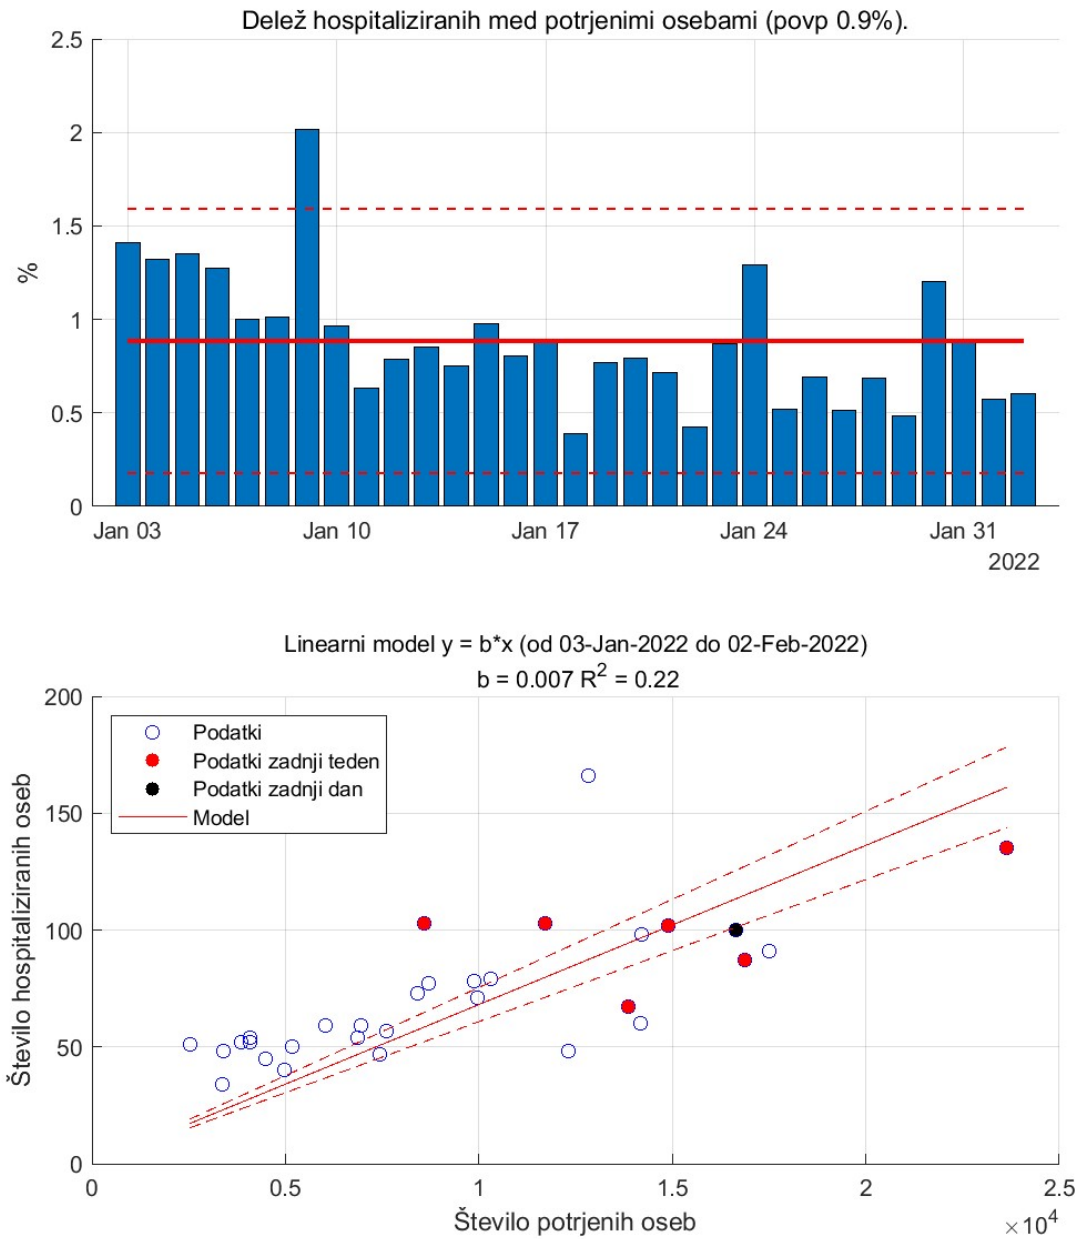 Delež hospitaliziranih med potrjenimi osebami (povp 0.9%).
2.5
2
1.5
1
0.5
0
%
Jan 03
Jan 10
Jan 17
Jan 24
Jan 31
2022
Linearni model y = b*x (od 03-Jan-2022 do 02-Feb-2022)
b = 0.007 R² = 0.22
200
150
100
50
0
Število hospitaliziranih oseb
Podatki
Podatki zadnji teden
Podatki zadnji dan
Model
0
0.5
1
1.5
2
2.5
×10⁴
Število potrjenih oseb